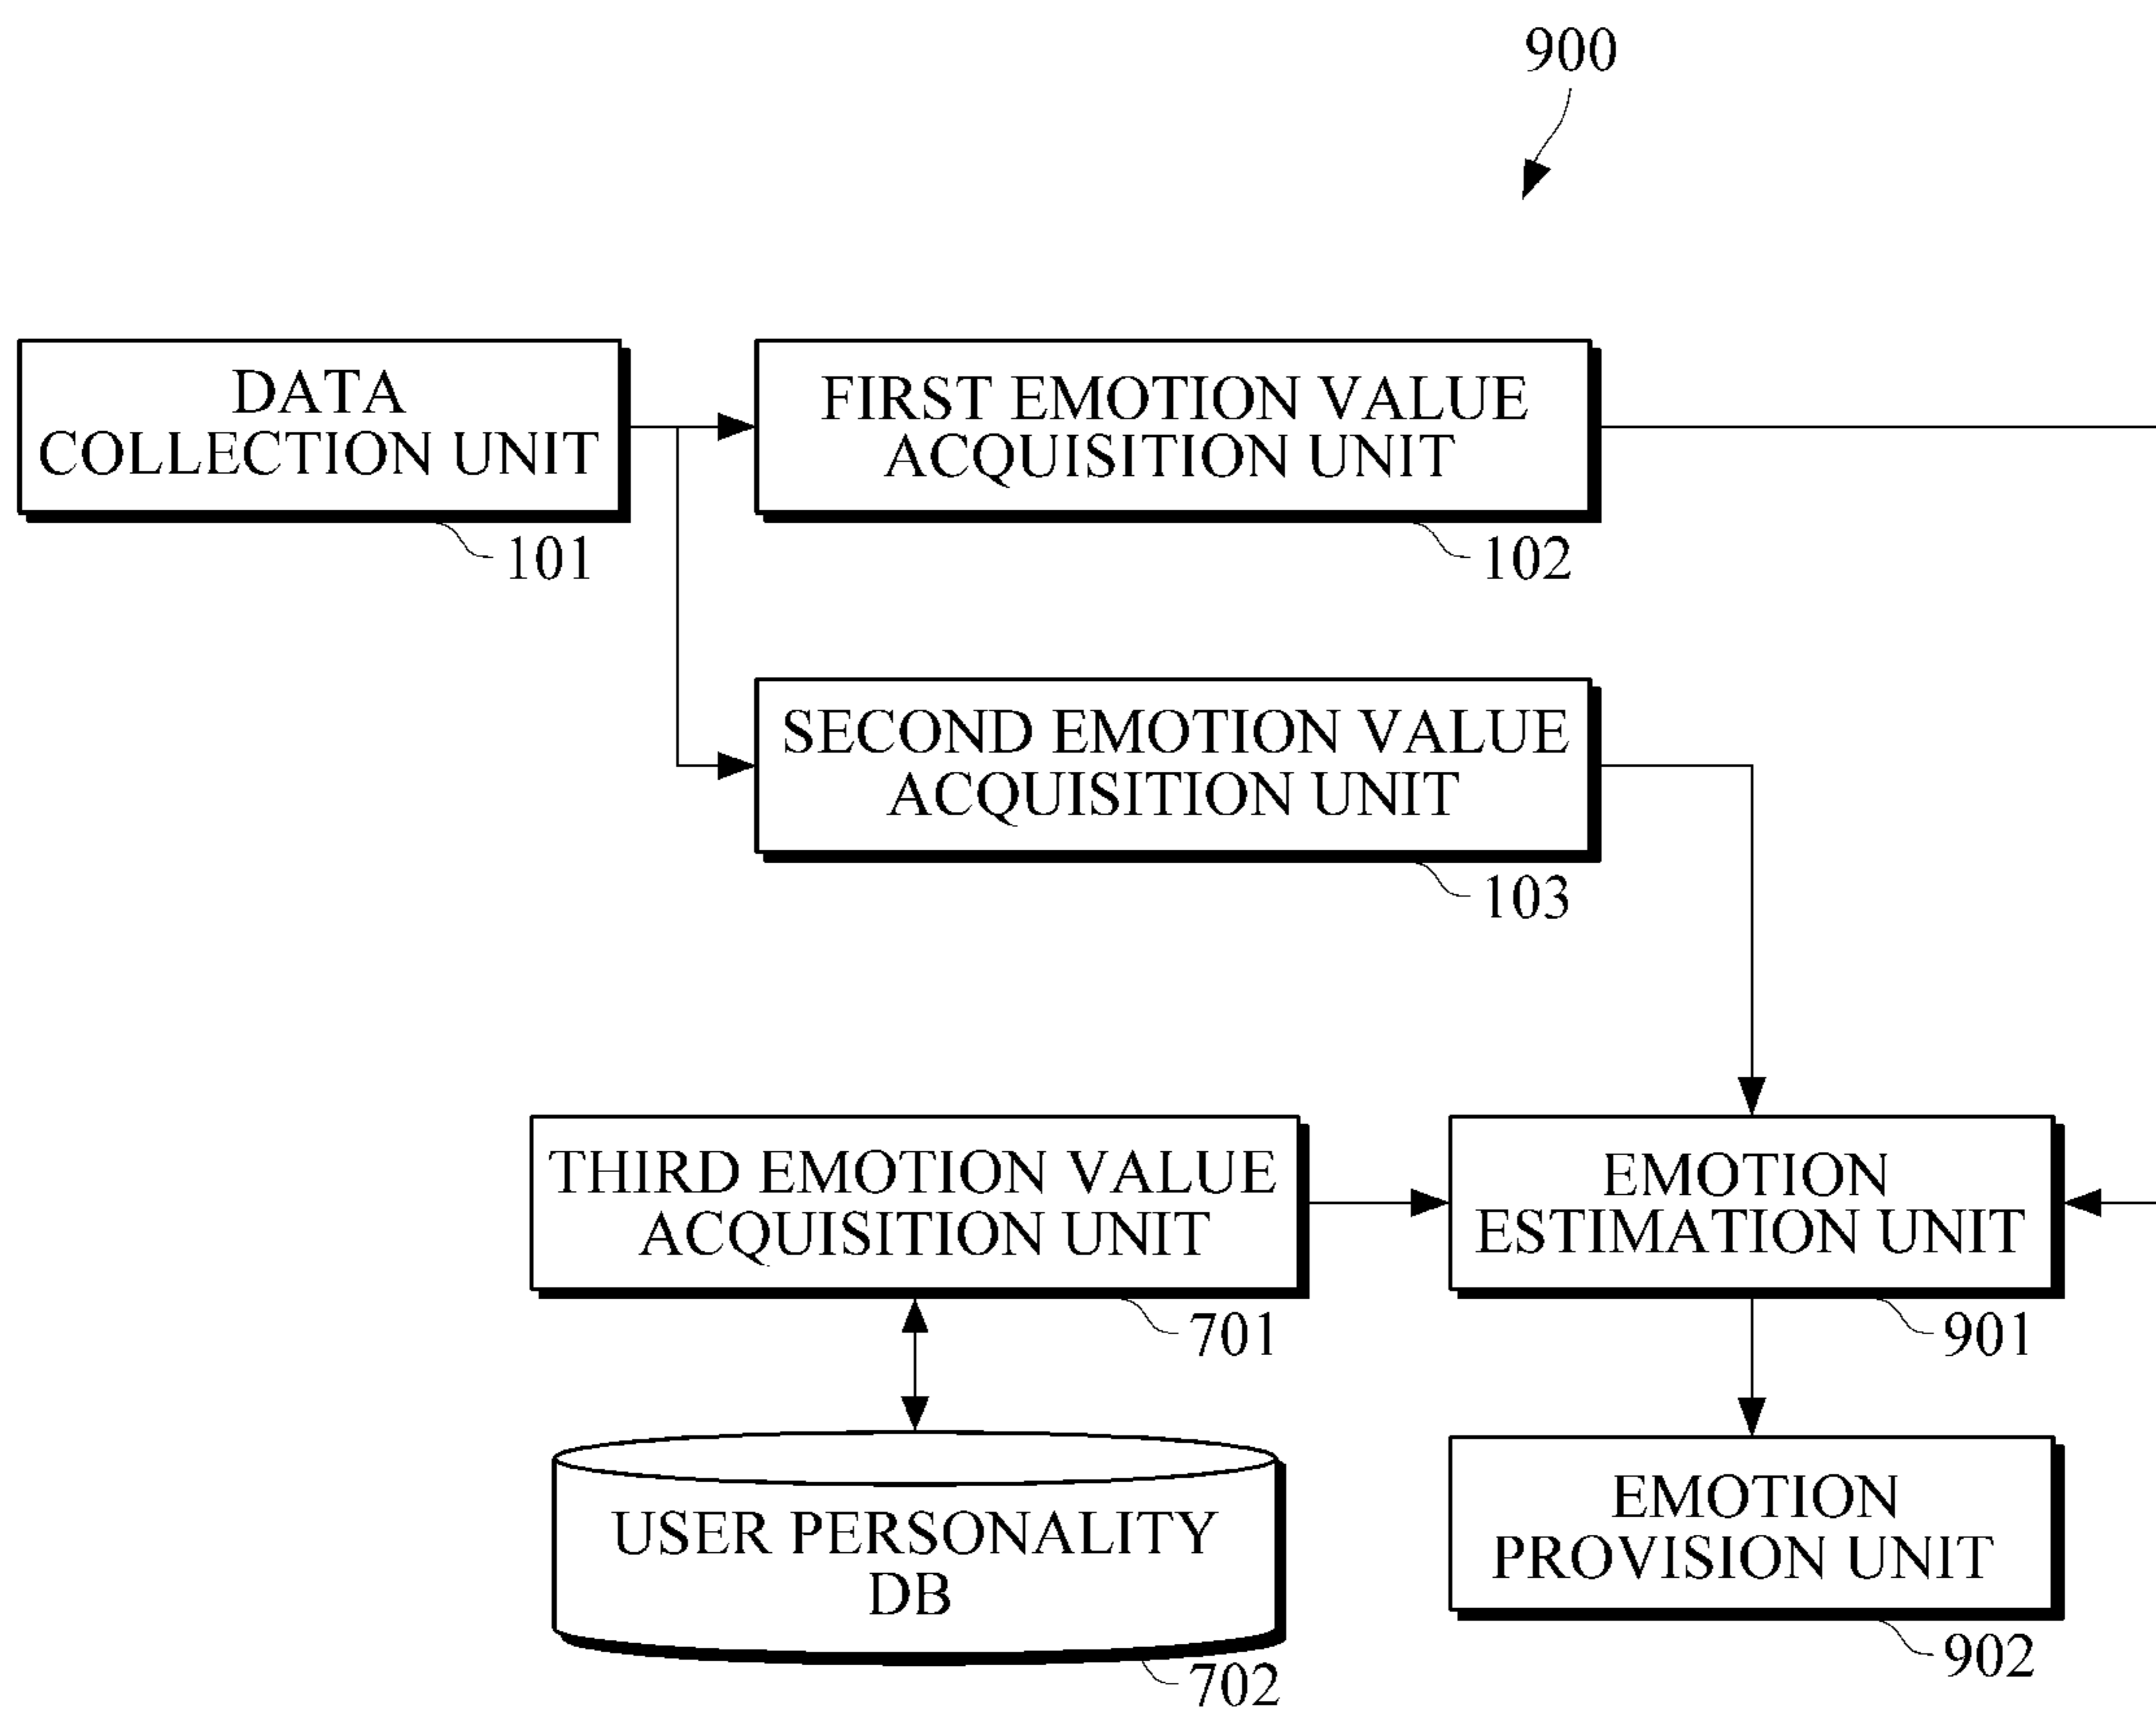 900
DATA
COLLECTION UNIT
101
FIRST EMOTION VALUE
ACQUISITION UNIT
102
SECOND EMOTION VALUE
ACQUISITION UNIT
103
THIRD EMOTION VALUE
ACQUISITION UNIT
701
EMOTION
ESTIMATION UNIT
901
USER PERSONALITY
DB
702
EMOTION
PROVISION UNIT
902